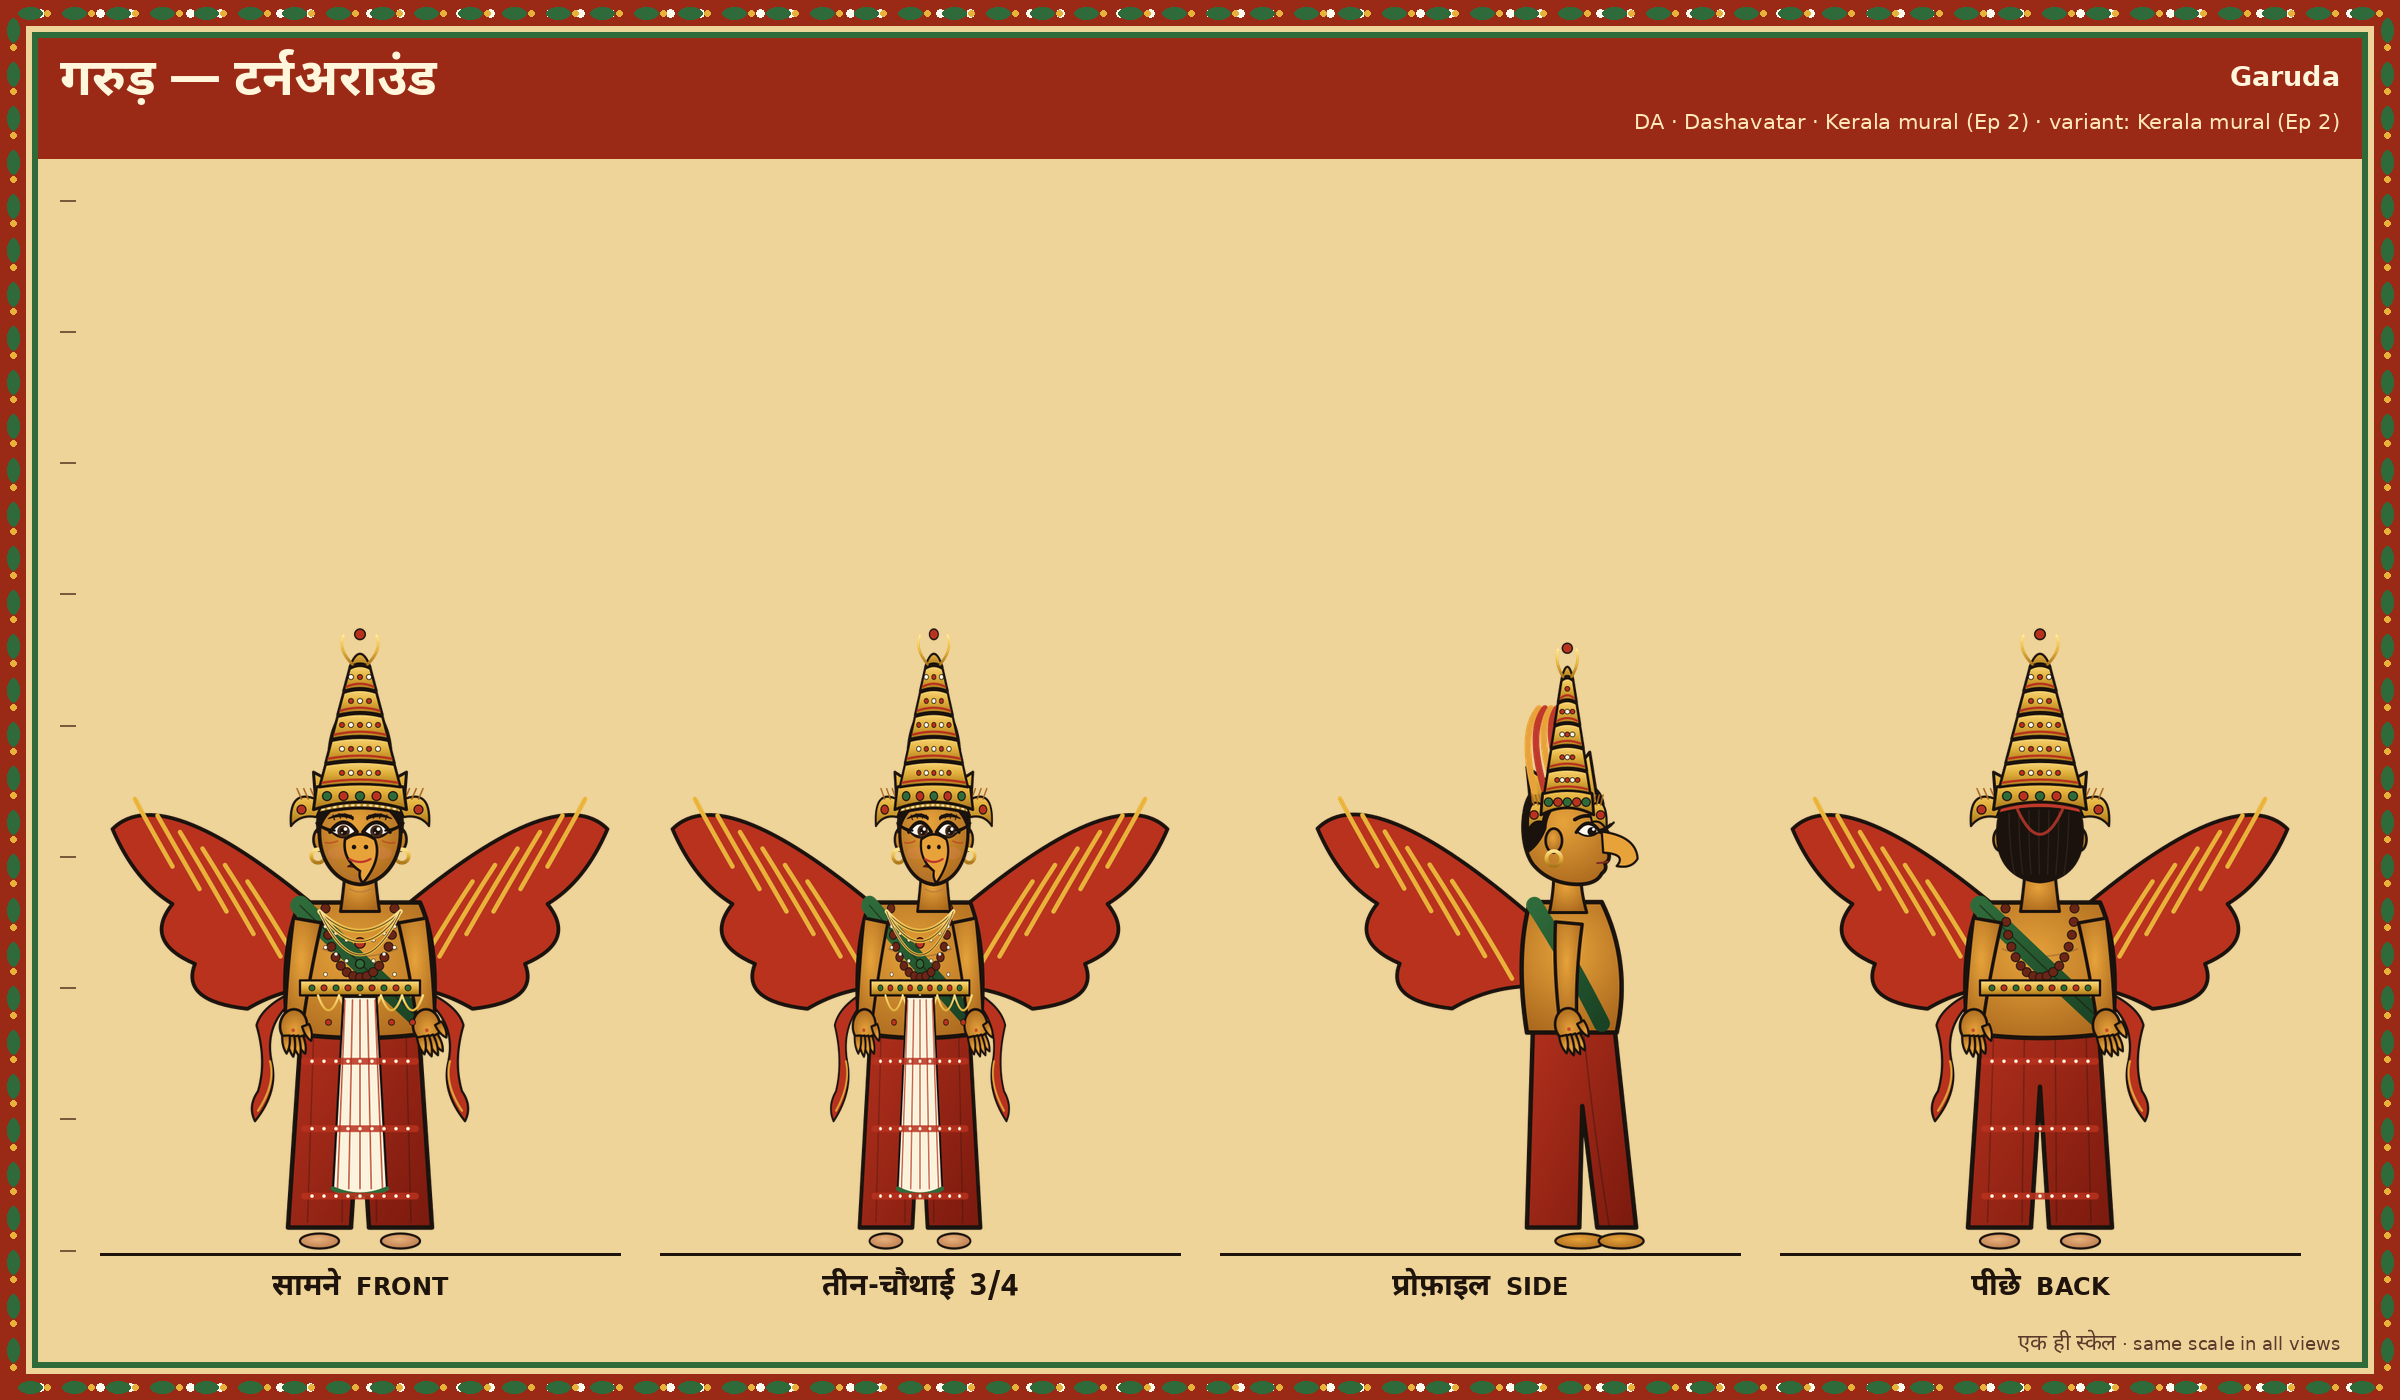 गरुड़ — टर्नअराउंड
Garuda
DA · Dashavatar · Kerala mural (Ep 2) · variant: Kerala mural (Ep 2)
सामने FRONT
तीन-चौथाई 3/4
प्रोफ़ाइल SIDE
पीछे BACK
एक ही स्केल · same scale in all views